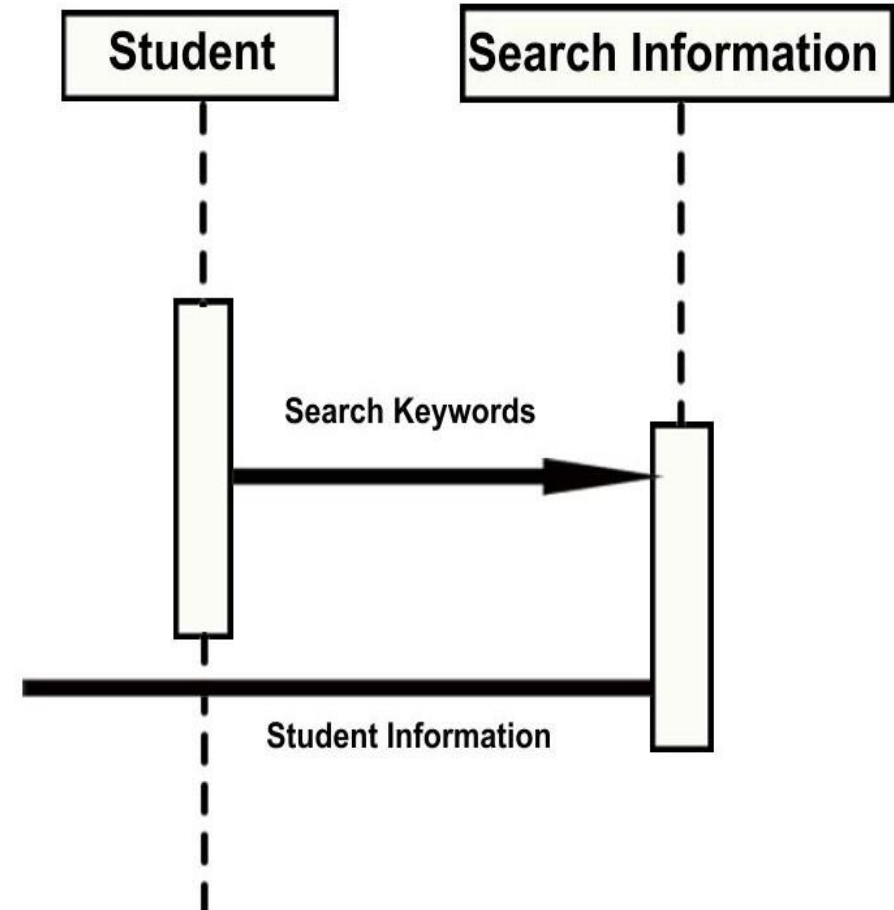 Student
Search Information
Search Keywords
Student Information